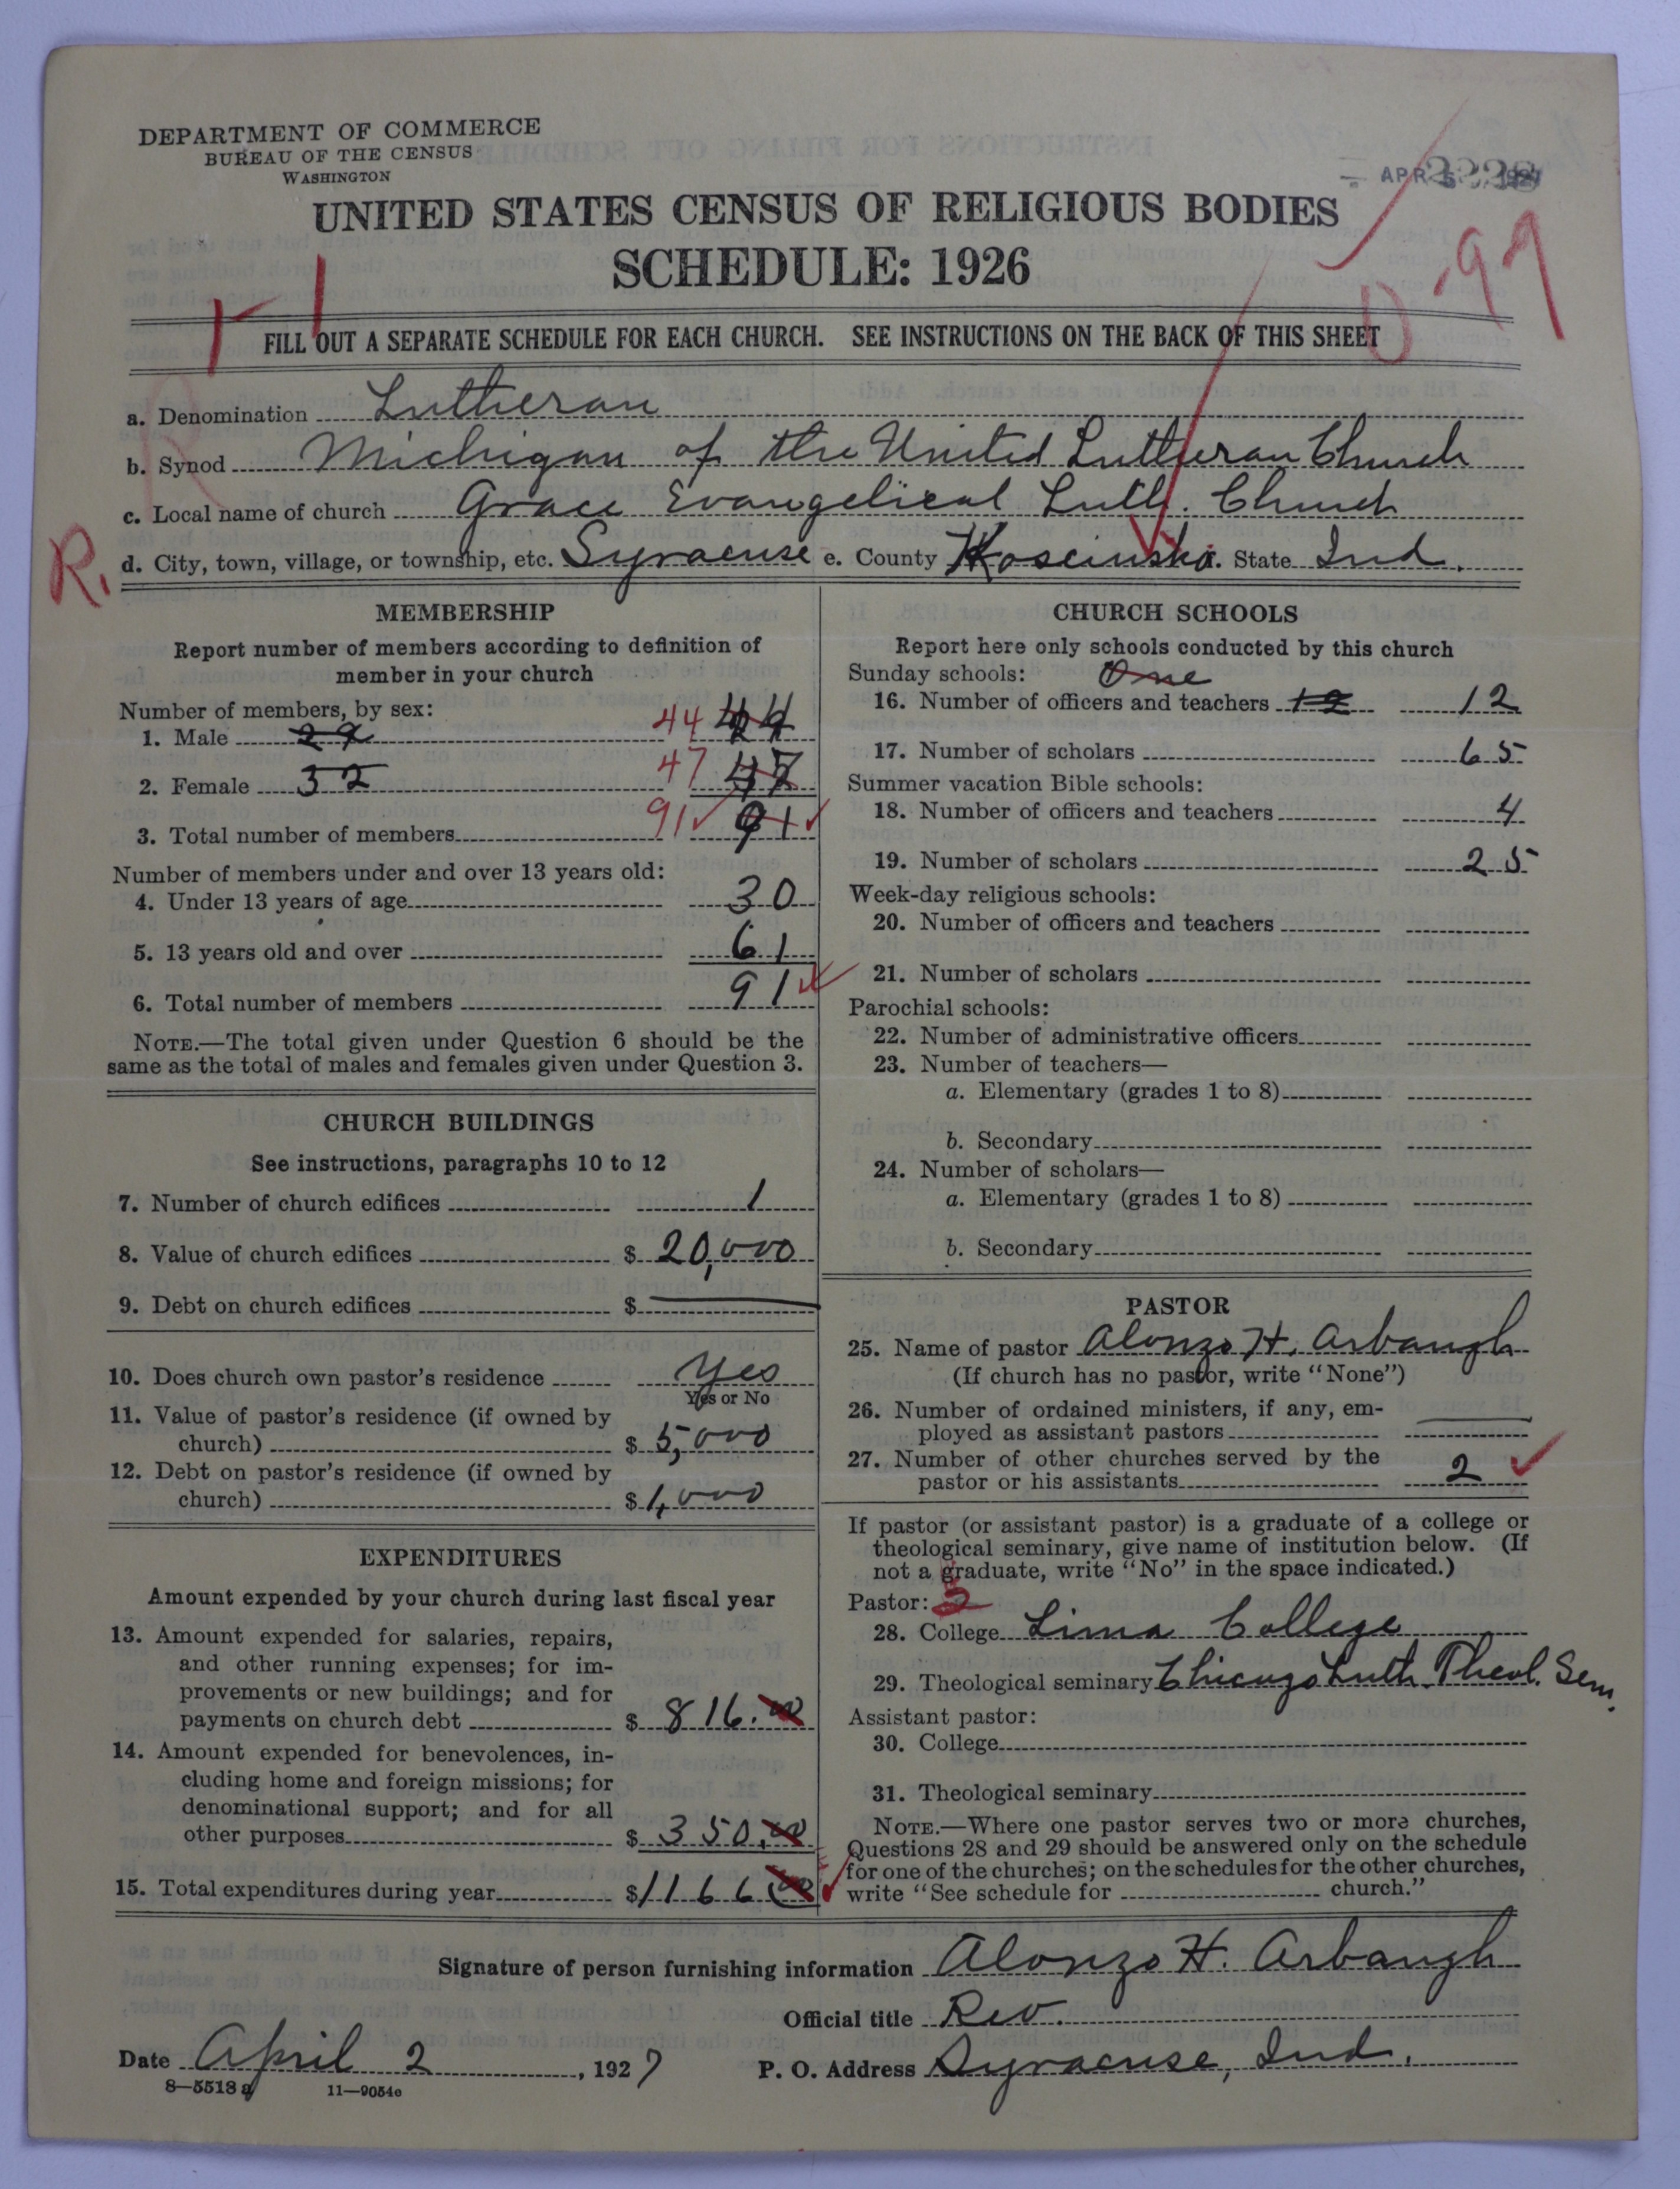 DEPARTMENT OF COMMERCE
BUREAU OF THE CENSUS
WASHINGTON
APR
UNITED STATES CENSUS OF RELIGIOUS BODIES
SCHEDULE: 1926
0-97
FILL OUT A SEPARATE SCHEDULE FOR EACH CHURCH. SEE INSTRUCTIONS ON THE BACK OF THIS SHEET
a. Denomination Lutheran
b. Synod Michigan of the United Lutheran Church
c. Local name of church Grace Evangelical Luth. Church
R. d. City, town, village, or township, etc. Syracuse e. County Kosciusko. State Ind.
MEMBERSHIP
Report number of members according to definition of
member in your church
Number of members, by sex:
1. Male 29 44 44
2. Female 32 47 47
3. Total number of members 91 91
Number of members under and over 13 years old:
4. Under 13 years of age 30
5. 13 years old and over 61
6. Total number of members 91
NOTE.—The total given under Question 6 should be the
same as the total of males and females given under Question 3.
CHURCH BUILDINGS
See instructions, paragraphs 10 to 12
7. Number of church edifices 1
8. Value of church edifices $ 20,000
9. Debt on church edifices $
10. Does church own pastor's residence Yes
Yes or No
11. Value of pastor's residence (if owned by
church) $ 5,000
12. Debt on pastor's residence (if owned by
church) $ 1,000
EXPENDITURES
Amount expended by your church during last fiscal year
13. Amount expended for salaries, repairs,
and other running expenses; for im-
provements or new buildings; and for
payments on church debt $ 816.00
14. Amount expended for benevolences, in-
cluding home and foreign missions; for
denominational support; and for all
other purposes $ 350.00
15. Total expenditures during year $ 1166.00
CHURCH SCHOOLS
Report here only schools conducted by this church
Sunday schools: One
16. Number of officers and teachers 12 12
17. Number of scholars 65
Summer vacation Bible schools:
18. Number of officers and teachers 4
19. Number of scholars 25
Week-day religious schools:
20. Number of officers and teachers
21. Number of scholars
Parochial schools:
22. Number of administrative officers
23. Number of teachers—
a. Elementary (grades 1 to 8)
b. Secondary
24. Number of scholars—
a. Elementary (grades 1 to 8)
b. Secondary
PASTOR
25. Name of pastor Alonzo H. Arbaugh
(If church has no pastor, write "None")
26. Number of ordained ministers, if any, em-
ployed as assistant pastors
27. Number of other churches served by the
pastor or his assistants 2
If pastor (or assistant pastor) is a graduate of a college or
theological seminary, give name of institution below. (If
not a graduate, write "No" in the space indicated.)
Pastor:
28. College Lima College
29. Theological seminary Chicago Luth. Theol. Sem.
Assistant pastor:
30. College
31. Theological seminary
NOTE.—Where one pastor serves two or more churches,
Questions 28 and 29 should be answered only on the schedule
for one of the churches; on the schedules for the other churches,
write "See schedule for church."
Signature of person furnishing information Alonzo H. Arbaugh
Official title Rev.
Date April 2, 1927 P. O. Address Syracuse, Ind.
8—5518 a 11—9054e